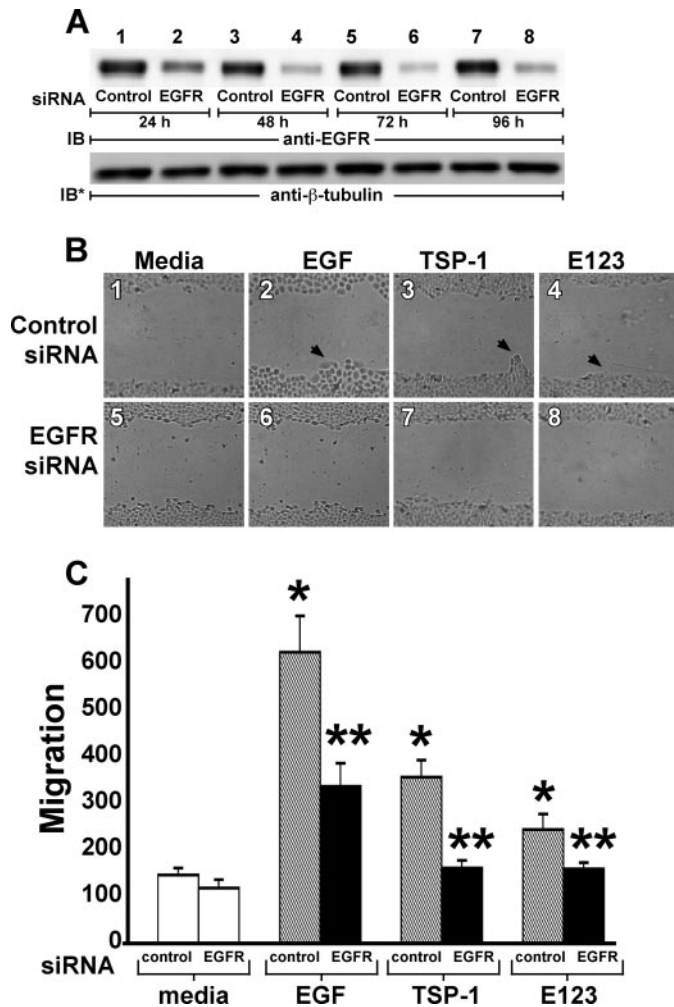 A
1 2 3 4 5 6 7 8
siRNA Control EGFR Control EGFR Control EGFR Control EGFR
24 h 48 h 72 h 96 h
IB anti-EGFR
IB* anti-β-tubulin
B
Media EGF TSP-1 E123
Control siRNA
1 2 3 4
EGFR siRNA
5 6 7 8
C
Migration
700
600
500
400
300
200
100
0
* ** * ** * **
siRNA control EGFR control EGFR control EGFR control EGFR
media EGF TSP-1 E123